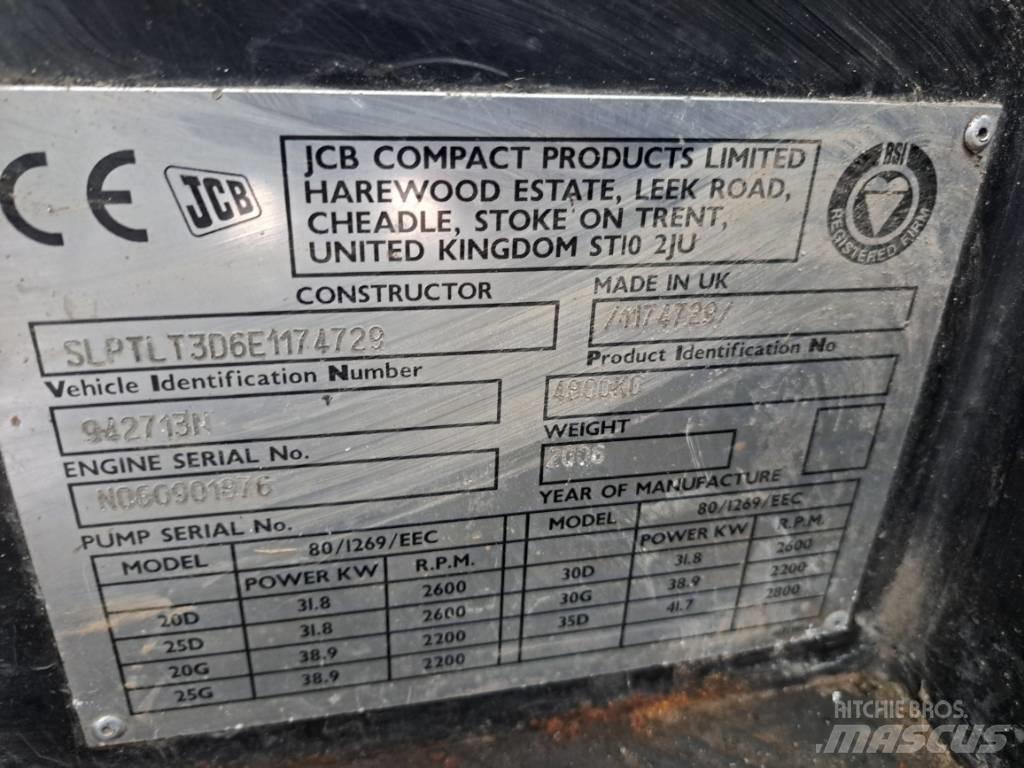 CE
JCB
JCB COMPACT PRODUCTS LIMITED
HAREWOOD ESTATE, LEEK ROAD,
CHEADLE, STOKE ON TRENT,
UNITED KINGDOM ST10 2JU
BSI
REGISTERED FIRM
CONSTRUCTOR
MADE IN UK
SLPTLT3D6E1174729
/1174729/
Vehicle Identification Number
Product Identification No
942713N
ENGINE SERIAL No.
WEIGHT
N060901976
2006
PUMP SERIAL No.
YEAR OF MANUFACTURE
MODEL 80/1269/EEC
POWER KW R.P.M.
20D 31.8 2600
25D 31.8 2600
20G 38.9 2200
25G 38.9 2200
MODEL 80/1269/EEC
POWER KW R.P.M.
30D 31.8 2600
30G 38.9 2200
35D 41.7 2800
RITCHIE BROS.
MASCUS